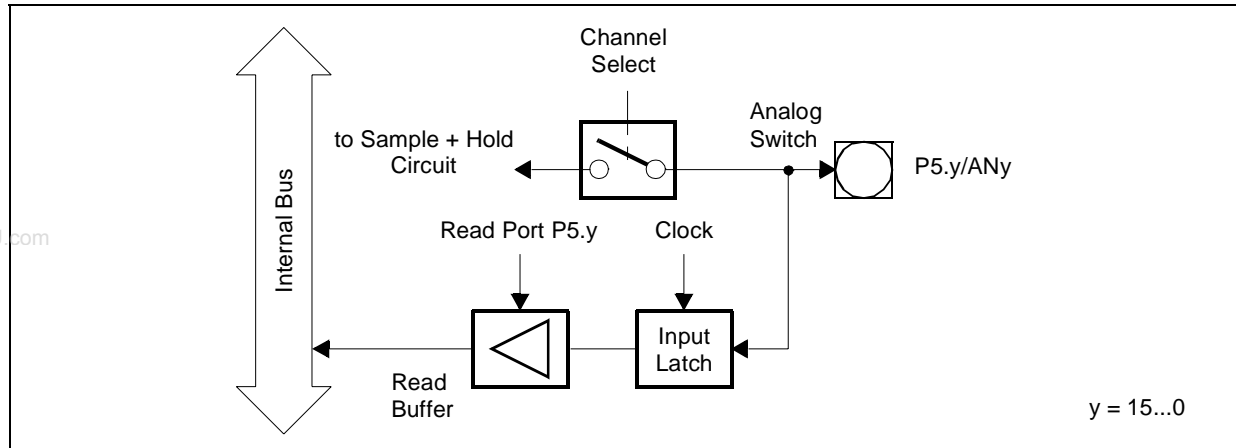 Channel
Select
to Sample + Hold
Circuit
Analog
Switch
P5.y/ANy
Internal Bus
Read Port P5.y
Clock
Input
Latch
Read
Buffer
y = 15...0
.com